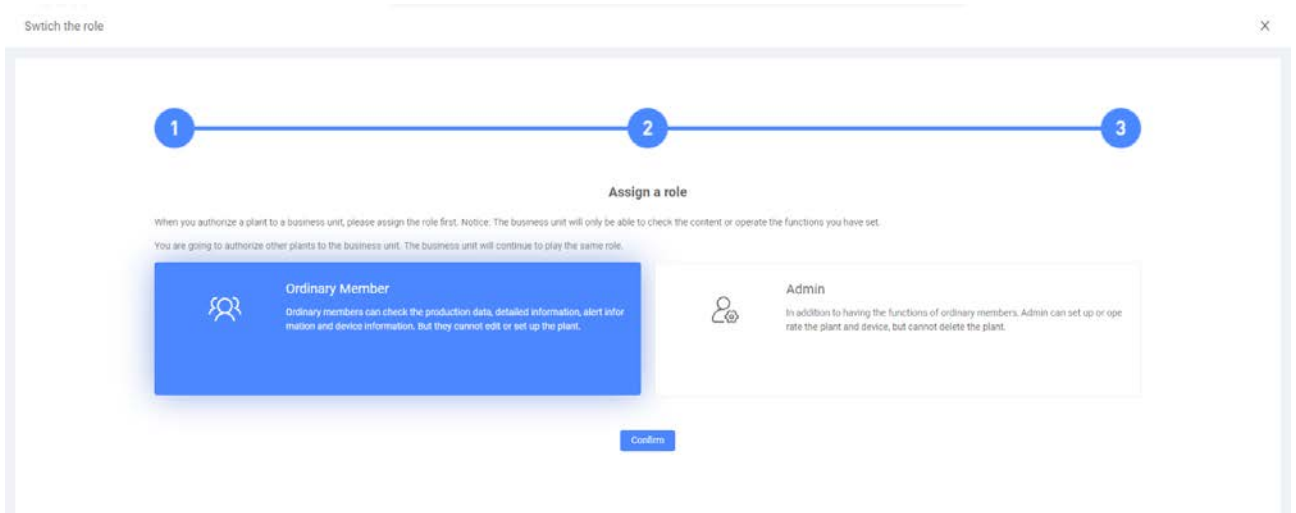 Swtich the role
1
2
3
Assign a role
When you authorize a plant to a business unit, please assign the role first. Notice: The business unit will only be able to check the content or operate the functions you have set.
You are going to authorize other plants to the business unit. The business unit will continue to play the same role.
Ordinary Member
Ordinary members can check the production data, detailed information, alert infor
mation and device information. But they cannot edit or set up the plant.
Admin
In addition to having the functions of ordinary members, Admin can set up or ope
rate the plant and device, but cannot delete the plant.
Confirm